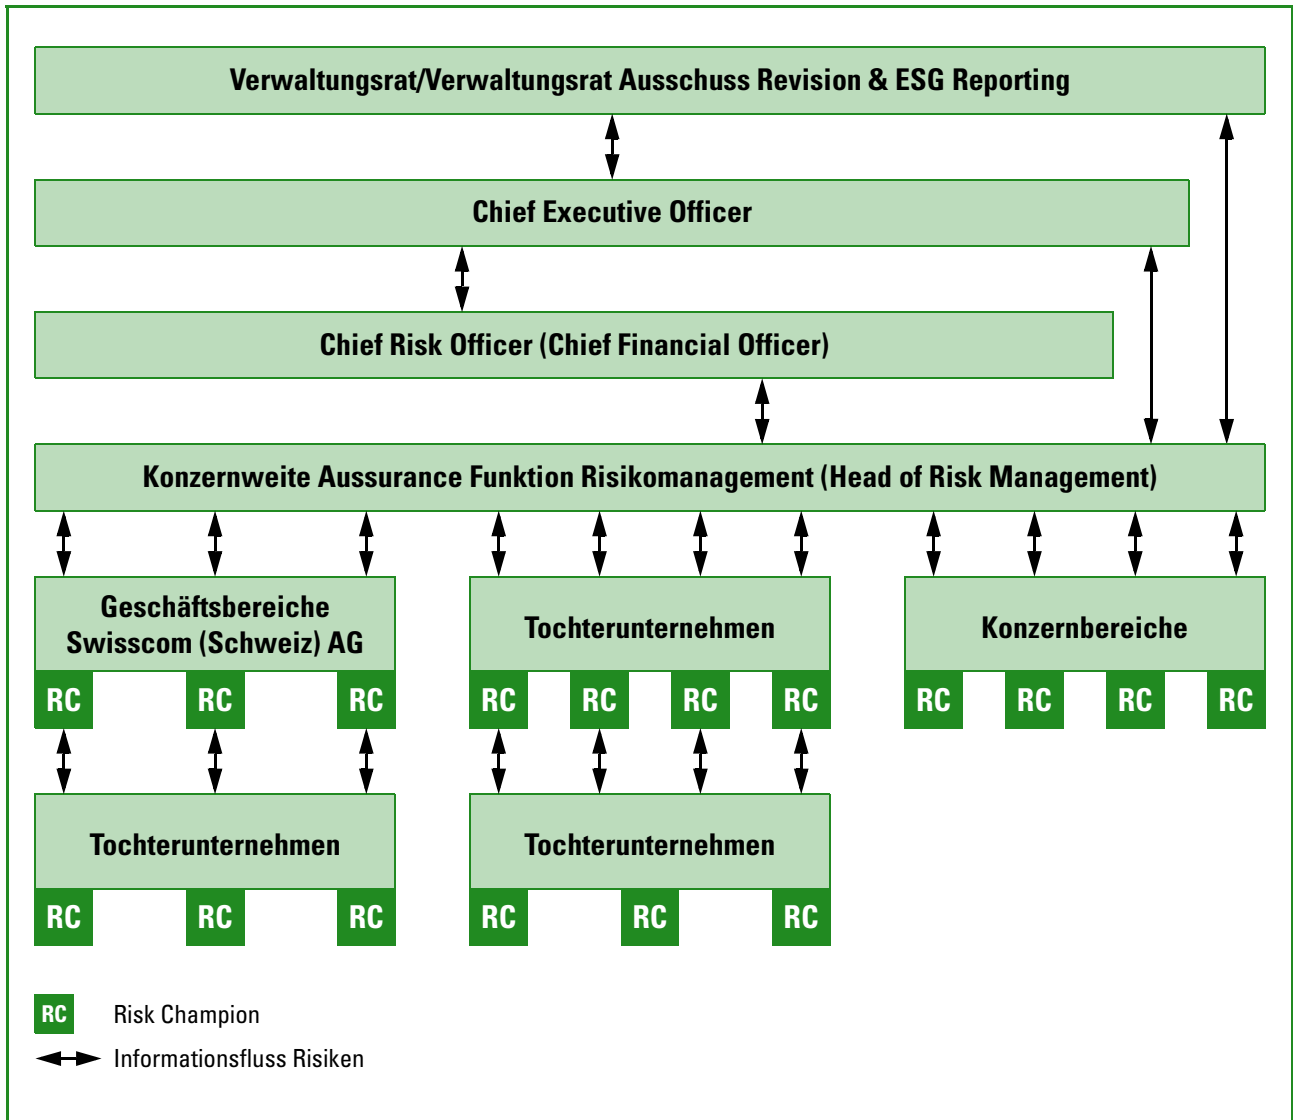 Verwaltungsrat/Verwaltungsrat Ausschuss Revision & ESG Reporting
Chief Executive Officer
Chief Risk Officer (Chief Financial Officer)
Konzernweite Aussurance Funktion Risikomanagement (Head of Risk Management)
Geschäftsbereiche
Swisscom (Schweiz) AG
Tochterunternehmen
Konzernbereiche
RC RC RC RC RC RC RC RC RC RC RC
Tochterunternehmen
Tochterunternehmen
RC RC RC RC RC RC
RC Risk Champion
Informationsfluss Risiken